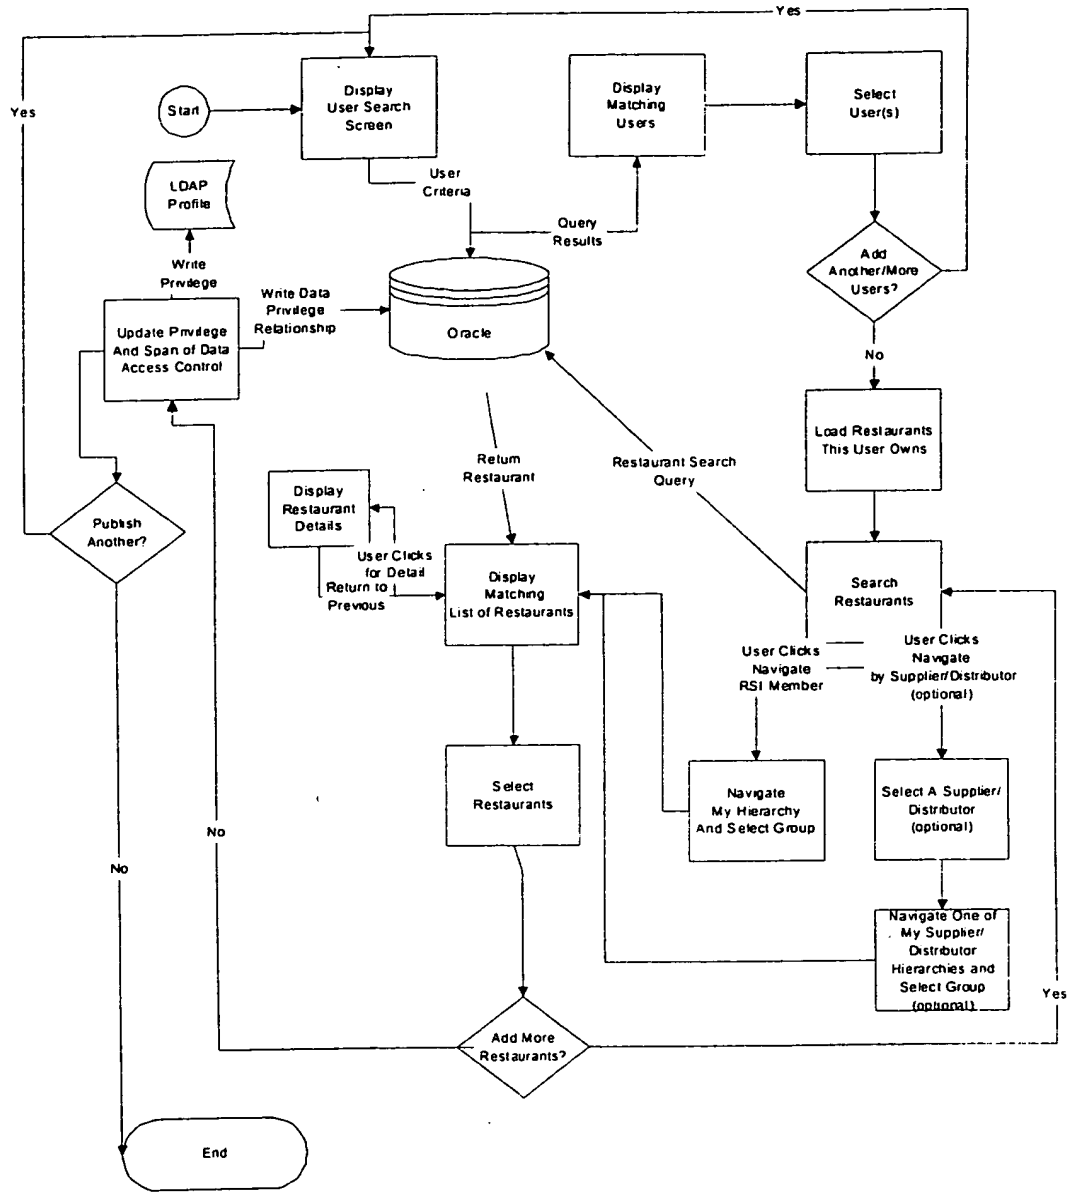 Yes
Yes
Start
Display
User Search
Screen
Display
Matching
Users
Select
User(s)
LDAP
Profile
User
Criteria
Query
Results
Add
Another/More
Users?
Write
Privilege
Write Data
Privilege
Relationship
Oracle
Update Privilege
And Span of Data
Access Control
No
Load Restaurants
This User Owns
Return
Restaurant
Restaurant Search
Query
Display
Restaurant
Details
Publish
Another?
User Clicks
for Detail
Return to
Previous
Display
Matching
List of Restaurants
Search
Restaurants
User Clicks
Navigate
RSI Member
User Clicks
Navigate
by Supplier/Distributor
(optional)
Select
Restaurants
Navigate
My Hierarchy
And Select Group
Select A Supplier/
Distributor
(optional)
No
No
Navigate One of
My Supplier/
Distributor
Hierarchies and
Select Group
(optional)
Yes
Add More
Restaurants?
End